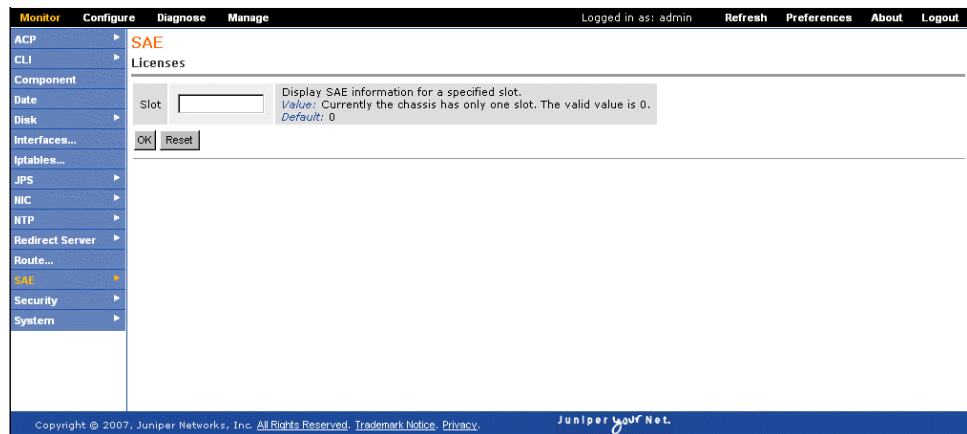 Monitor Configure Diagnose Manage Logged in as: admin Refresh Preferences About Logout
ACP
CLI
Component
Date
Disk
Interfaces...
Iptables...
JPS
NIC
NTP
Redirect Server
Route...
SAE
Security
System
SAE
Licenses
Slot
Display SAE information for a specified slot.
Value: Currently the chassis has only one slot. The valid value is 0.
Default: 0
OK Reset
Copyright © 2007, Juniper Networks, Inc. All Rights Reserved. Trademark Notice. Privacy.
Juniper your Net.